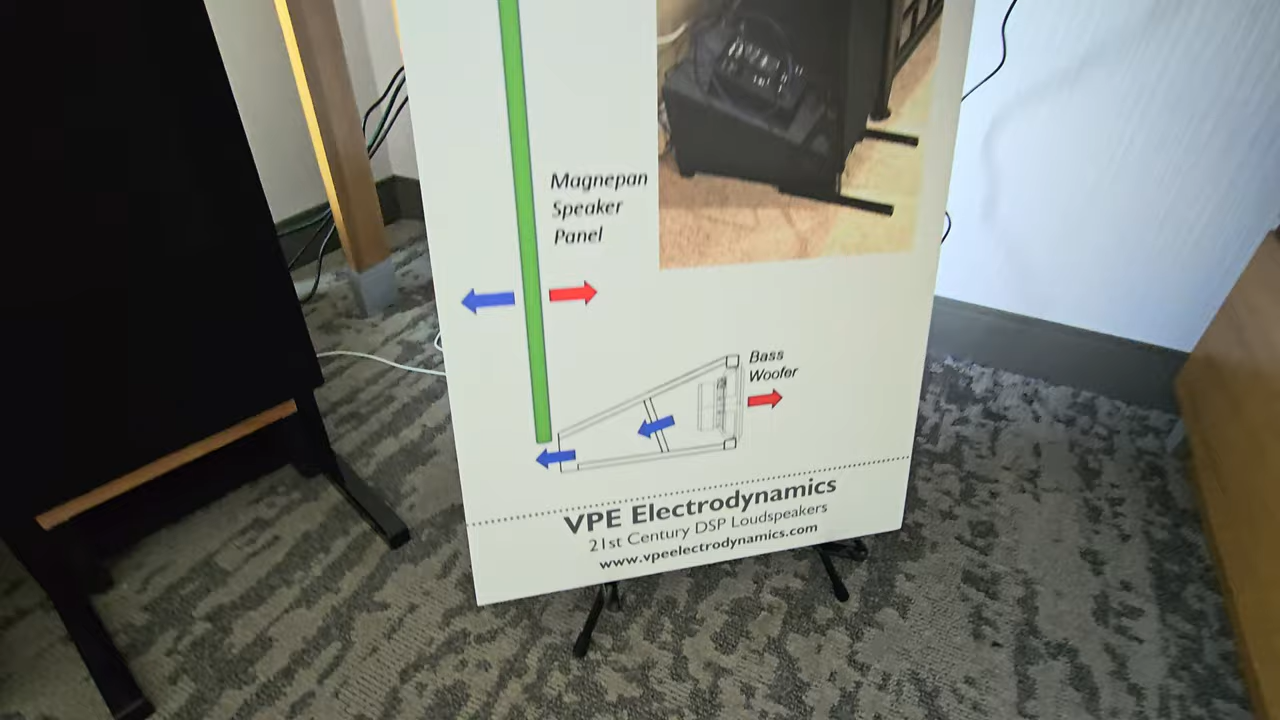 Magnepan
Speaker
Panel
Bass
Woofer
VPE Electrodynamics
21st Century DSP Loudspeakers
www.vpeelectrodynamics.com